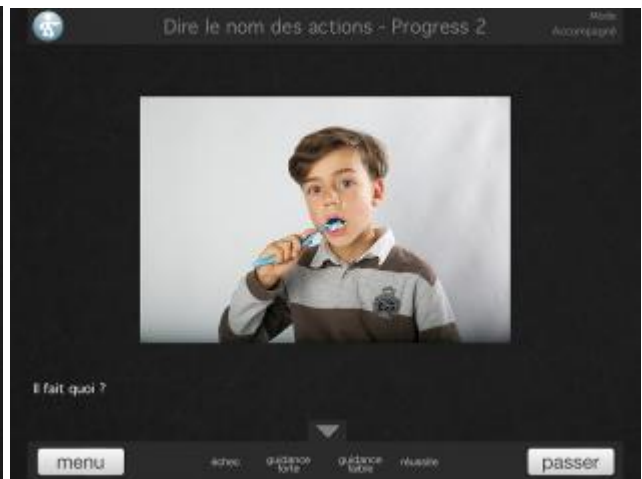 Dire le nom des actions - Progress 2
Mode
Accompagné
Il fait quoi ?
menu
échec
guidance
forte
guidance
faible
réussite
passer